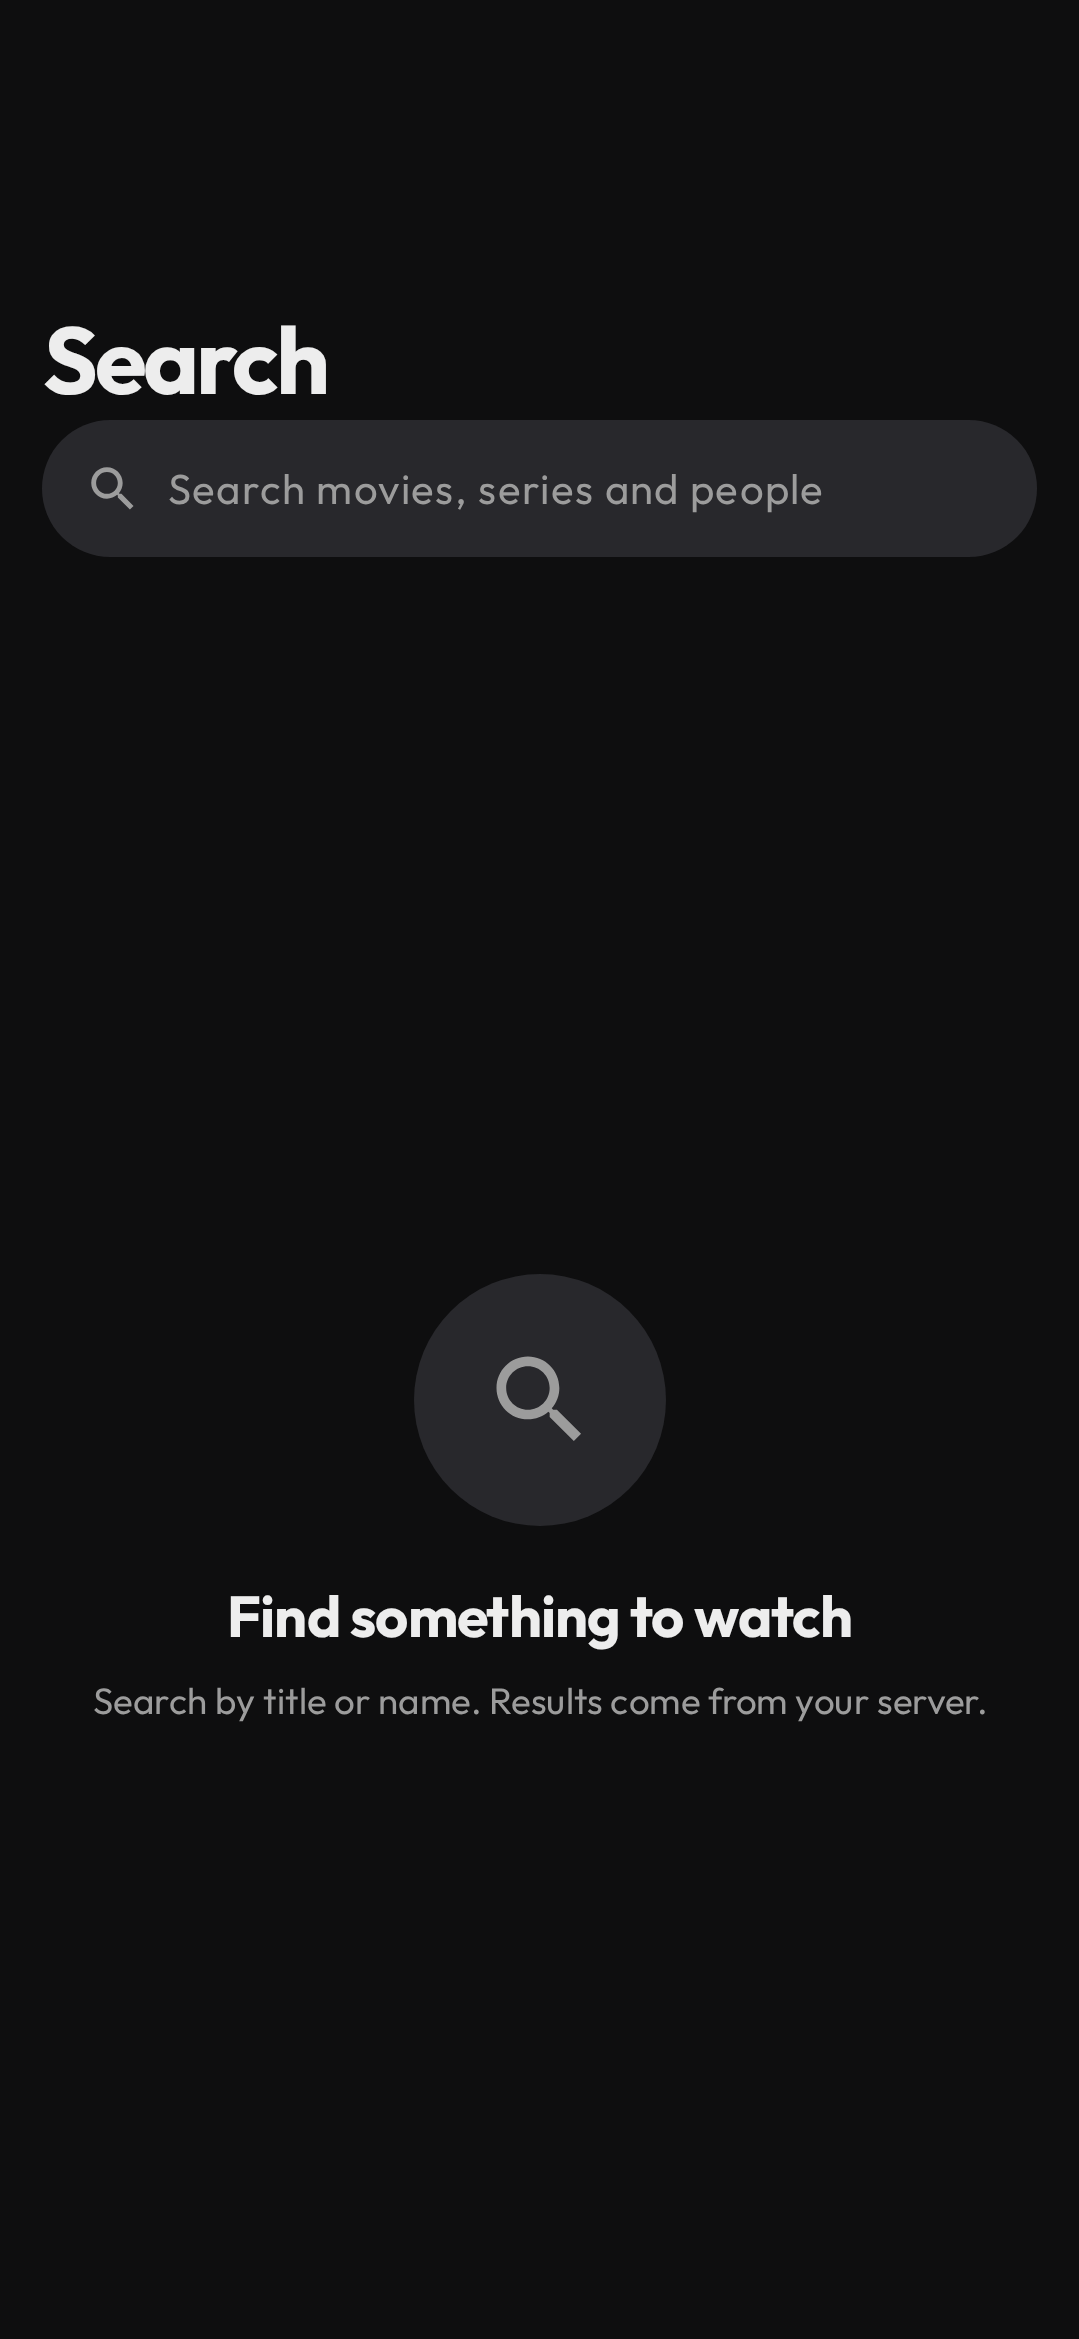 Search
Search movies, series and people
Find something to watch
Search by title or name. Results come from your server.